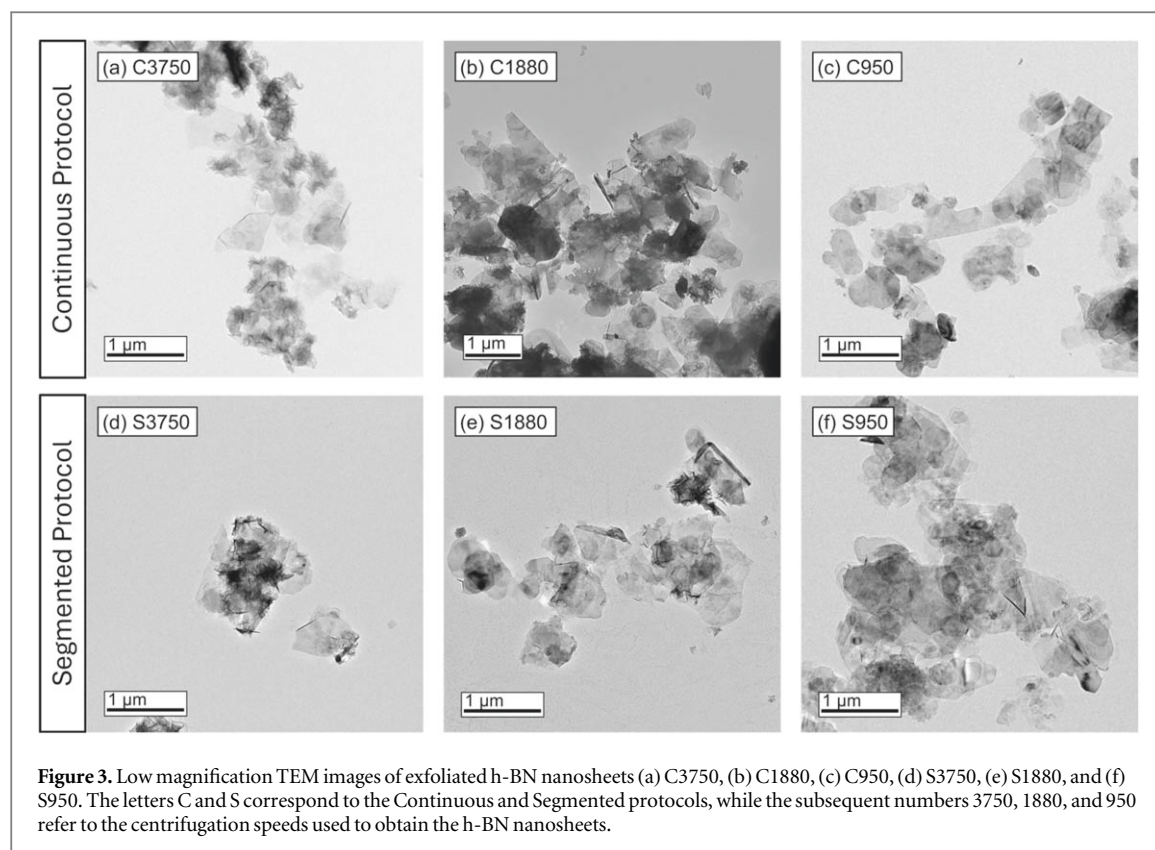 Continuous Protocol
(a) C3750
1 µm
(b) C1880
1 µm
(c) C950
1 µm
Segmented Protocol
(d) S3750
1 µm
(e) S1880
1 µm
(f) S950
1 µm
Figure 3. Low magnification TEM images of exfoliated h-BN nanosheets (a) C3750, (b) C1880, (c) C950, (d) S3750, (e) S1880, and (f)
S950. The letters C and S correspond to the Continuous and Segmented protocols, while the subsequent numbers 3750, 1880, and 950
refer to the centrifugation speeds used to obtain the h-BN nanosheets.